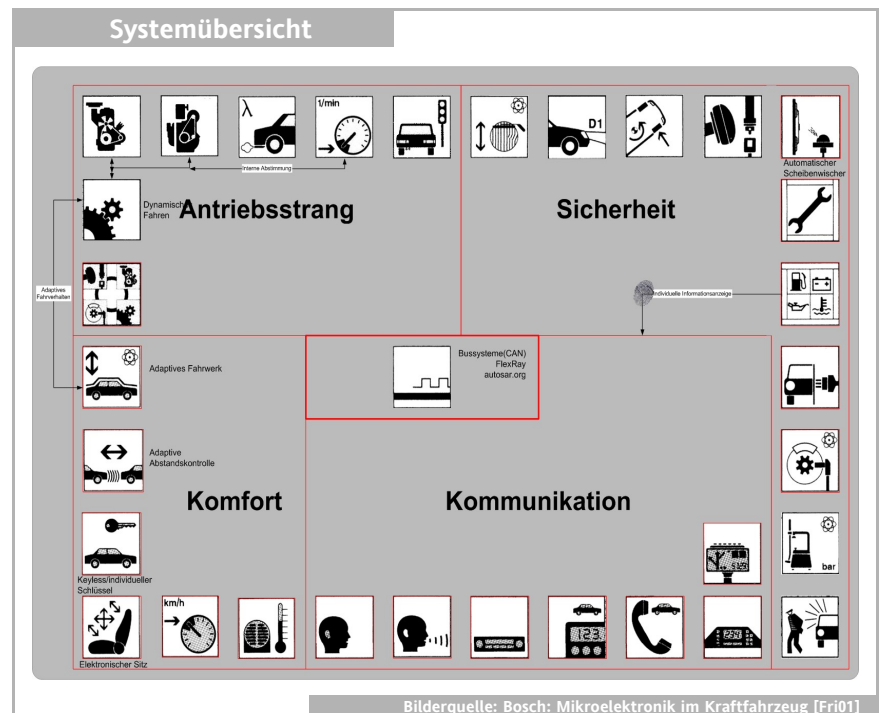 Systemübersicht
λ
1/min
D1
Interne Abstimmung
Automatischer
Scheibenwischer
Dynamisch
Fahren
Antriebsstrang
Sicherheit
Adaptives
Fahrverhalten
Individuelle Informationsanzeige
Bussysteme(CAN)
FlexRay
autosar.org
Adaptives Fahrwerk
Adaptive
Abstandskontrolle
Komfort
Kommunikation
Keyless/individueller
Schlüssel
bar
km/h
123
Elektronischer Sitz
Bilderquelle: Bosch: Mikroelektronik im Kraftfahrzeug [Fri01]